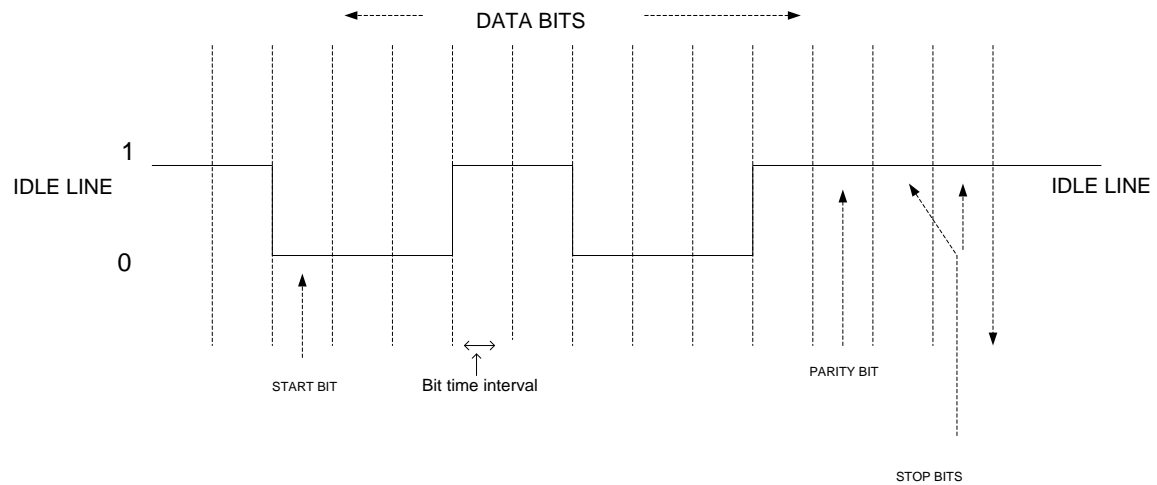 DATA BITS
1
IDLE LINE
IDLE LINE
0
START BIT
Bit time interval
PARITY BIT
STOP BITS